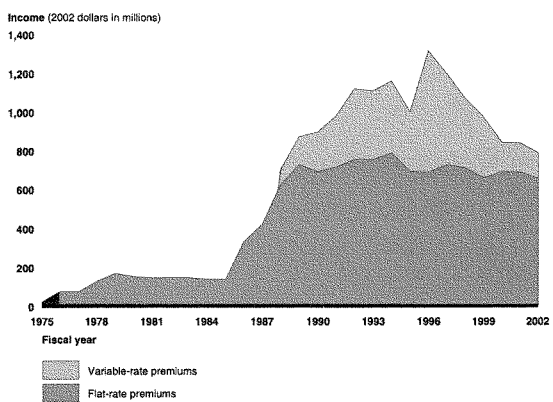 Income (2002 dollars in millions)
1,400
1,200
1,000
800
600
400
200
0
1975 1978 1981 1984 1987 1990 1993 1996 1999 2002
Fiscal year
Variable-rate premiums
Flat-rate premiums